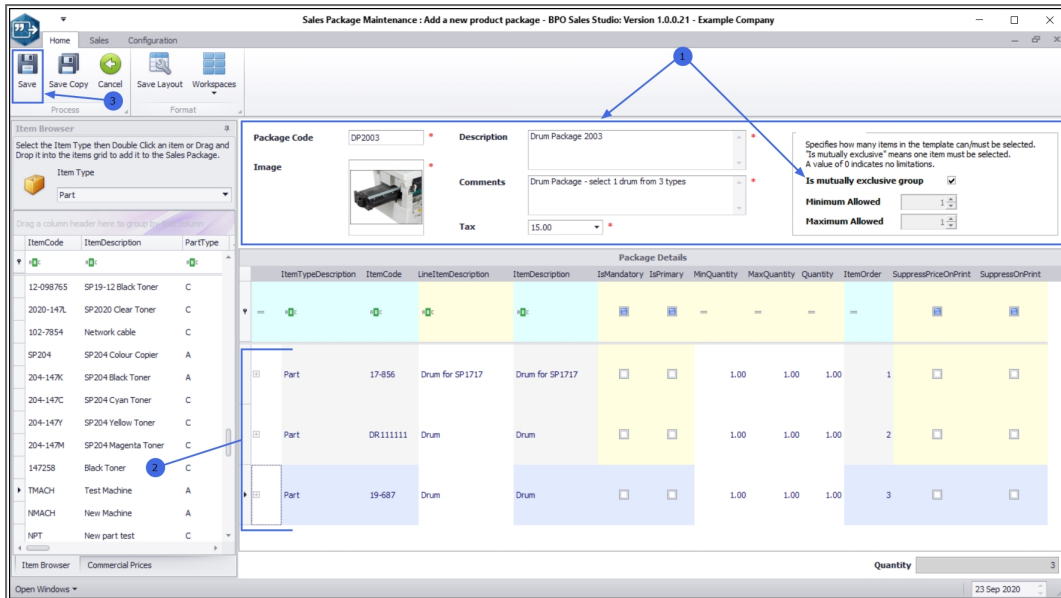 Sales Package Maintenance : Add a new product package - BPO Sales Studio: Version 1.0.0.21 - Example Company
Home Sales Configuration
Save Save Copy Cancel Save Layout Workspaces
Process Format
1
3
Item Browser
Select the Item Type then Double Click an item or Drag and
Drop it into the items grid to add it to the Sales Package.
Item Type
Part
Package Code DP2003 *
Image *
Description Drum Package 2003 *
Comments Drum Package - select 1 drum from 3 types *
Tax 15.00 *
Specifies how many items in the template can/must be selected.
"Is mutually exclusive" means one item must be selected.
A value of 0 indicates no limitations.
Is mutually exclusive group
Minimum Allowed 1
Maximum Allowed 1
Drag a column header here to group by this column
ItemCode ItemDescription PartType
12-098765 SP19-12 Black Toner C
2020-147L SP2020 Clear Toner C
102-7854 Network cable C
SP204 SP204 Colour Copier A
204-147K SP204 Black Toner A
204-147C SP204 Cyan Toner C
204-147Y SP204 Yellow Toner C
204-147M SP204 Magenta Toner C
147258 Black Toner C
2
TMACH Test Machine A
NMACH New Machine A
NPT New part test C
Item Browser Commercial Prices
Package Details
ItemTypeDescription ItemCode LineItemDescription ItemDescription IsMandatory IsPrimary MinQuantity MaxQuantity Quantity ItemOrder SuppressPriceOnPrint SuppressOnPrint
Part 17-856 Drum for SP1717 Drum for SP1717 1.00 1.00 1.00 1
Part DR111111 Drum Drum 1.00 1.00 1.00 2
Part 19-687 Drum Drum 1.00 1.00 1.00 3
Quantity 3
Open Windows 23 Sep 2020